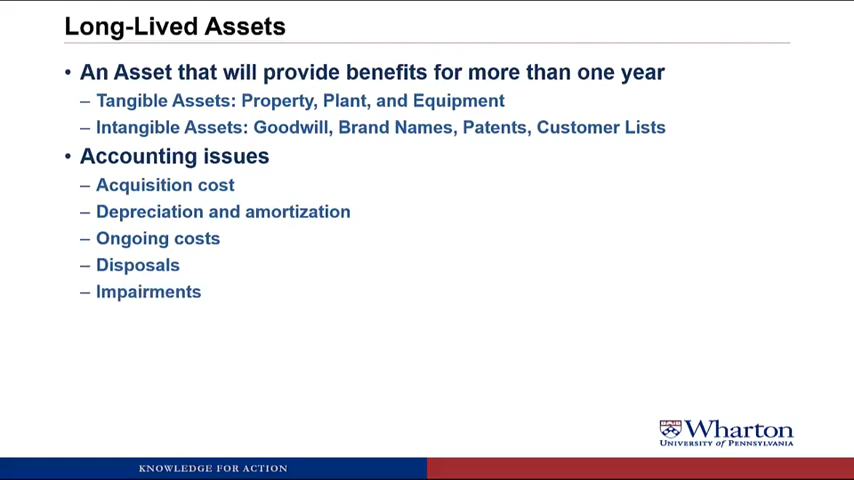 Long-Lived Assets
• An Asset that will provide benefits for more than one year
– Tangible Assets: Property, Plant, and Equipment
– Intangible Assets: Goodwill, Brand Names, Patents, Customer Lists
• Accounting issues
– Acquisition cost
– Depreciation and amortization
– Ongoing costs
– Disposals
– Impairments
Wharton
UNIVERSITY of PENNSYLVANIA
KNOWLEDGE FOR ACTION